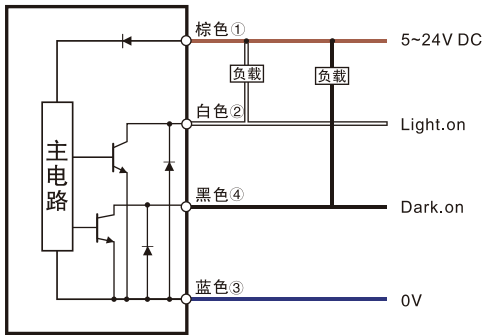 棕色①
5~24V DC
负载
负载
白色②
Light.on
主电路
黑色④
Dark.on
蓝色③
0V